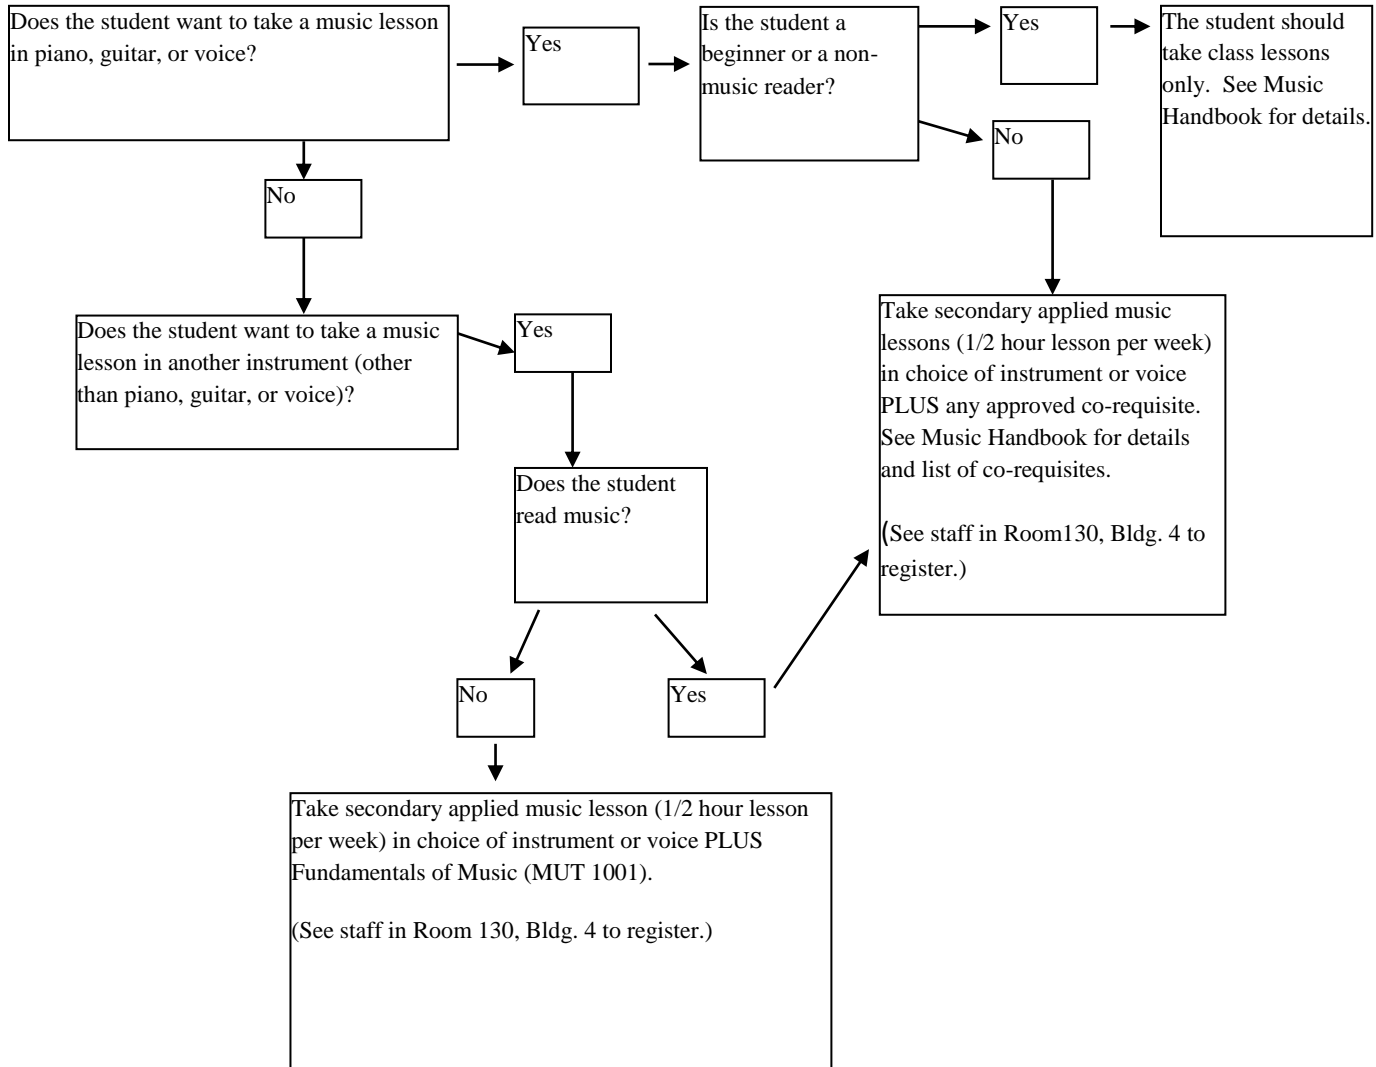 Does the student want to take a music lesson
in piano, guitar, or voice?
Yes
Is the student a
beginner or a non-
music reader?
Yes
The student should
take class lessons
only.  See Music
Handbook for details.
No
No
Does the student want to take a music
lesson in another instrument (other
than piano, guitar, or voice)?
Yes
Take secondary applied music
lessons (1/2 hour lesson per week)
in choice of instrument or voice
PLUS any approved co-requisite.
See Music Handbook for details
and list of co-requisites.
(See staff in Room130, Bldg. 4 to
register.)
Does the student
read music?
No
Yes
Take secondary applied music lesson (1/2 hour lesson
per week) in choice of instrument or voice PLUS
Fundamentals of Music (MUT 1001).
(See staff in Room 130, Bldg. 4 to register.)